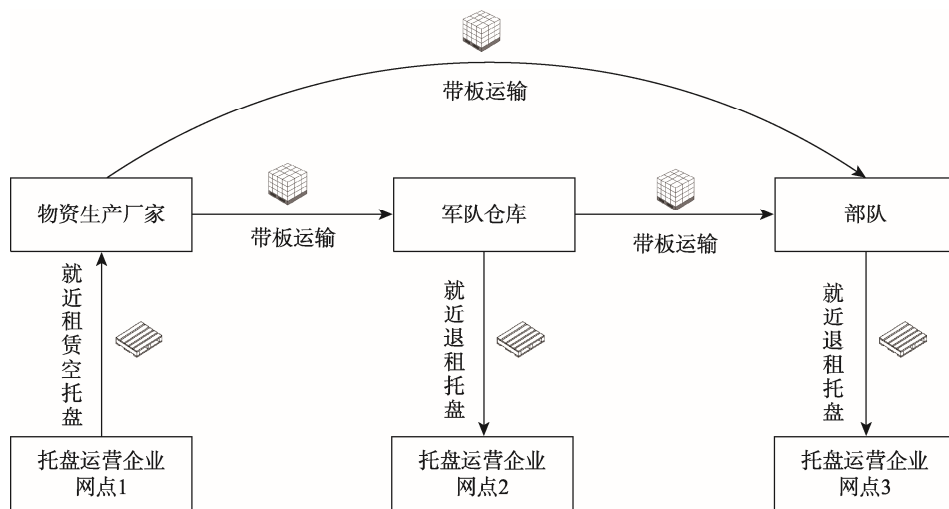 带板运输
物资生产厂家
带板运输
军队仓库
带板运输
部队
就近租赁空托盘
就近退租托盘
就近退租托盘
托盘运营企业
网点1
托盘运营企业
网点2
托盘运营企业
网点3